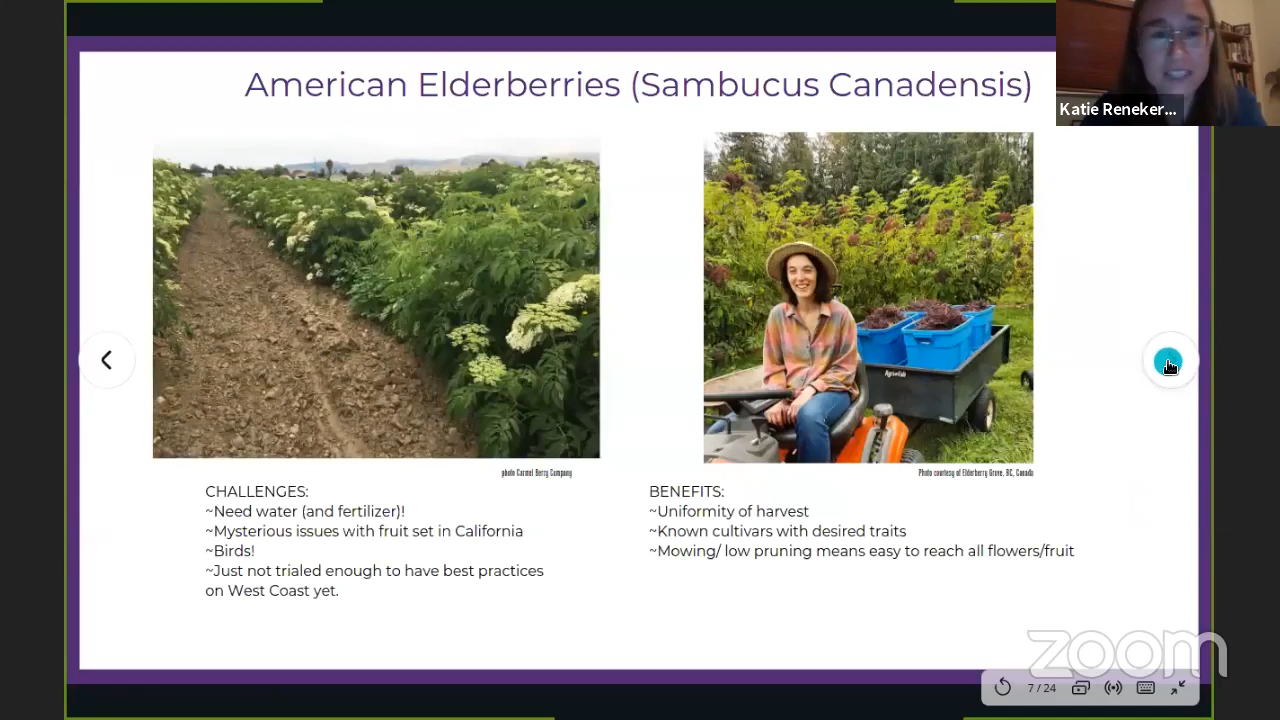 American Elderberries (Sambucus Canadensis)
Katie Reneker...
Agri-Fab
photo Carmel Berry Company
Photo courtesy of Elderberry Grove, BC, Canada
CHALLENGES:
~Need water (and fertilizer)!
~Mysterious issues with fruit set in California
~Birds!
~Just not trialed enough to have best practices
on West Coast yet.
BENEFITS:
~Uniformity of harvest
~Known cultivars with desired traits
~Mowing/ low pruning means easy to reach all flowers/fruit
zoom
7 / 24